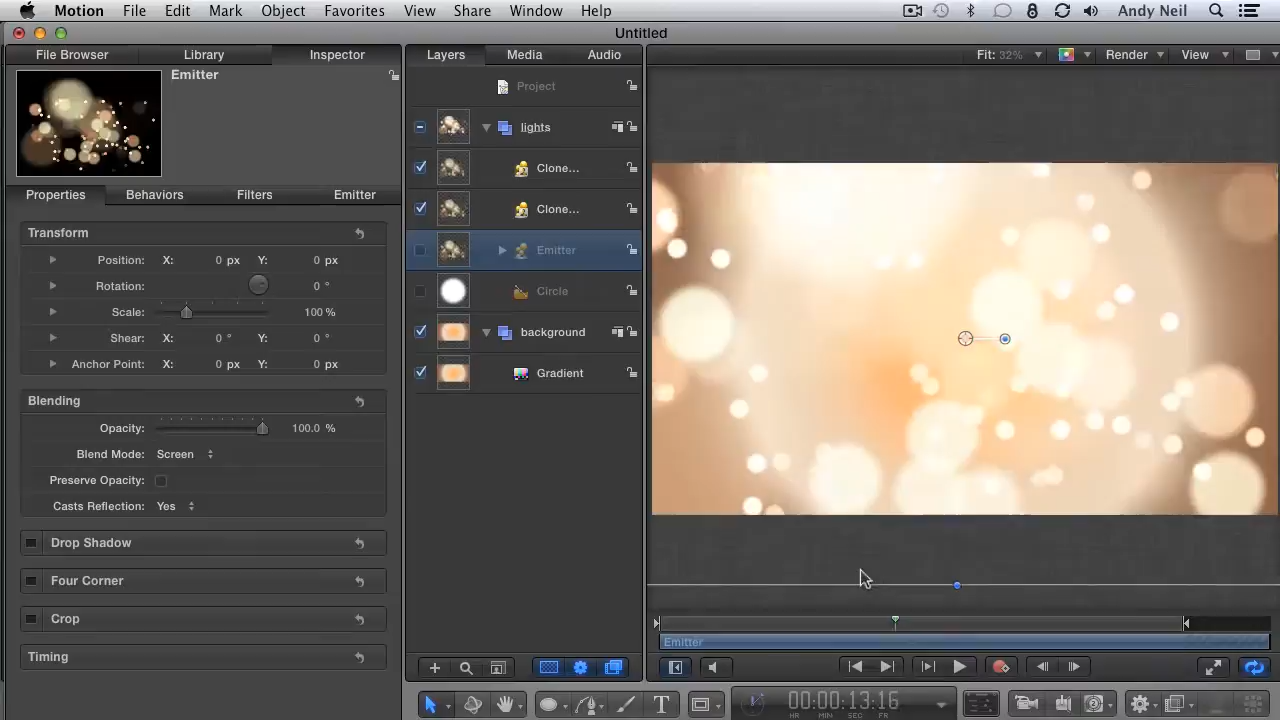 Motion File Edit Mark Object Favorites View Share Window Help Andy Neil
Untitled
File Browser Library Inspector Layers Media Audio Fit: 32% Render View
Emitter
Project
lights
Clone...
Clone...
Emitter
Circle
background
Gradient
Properties Behaviors Filters Emitter
Transform
Position: X: 0 px Y: 0 px
Rotation: 0 °
Scale: 100 %
Shear: X: 0 ° Y: 0 °
Anchor Point: X: 0 px Y: 0 px
Blending
Opacity: 100.0 %
Blend Mode: Screen
Preserve Opacity:
Casts Reflection: Yes
Drop Shadow
Four Corner
Crop
Timing
Emitter
T 00:00:13:16
HR MIN SEC FR